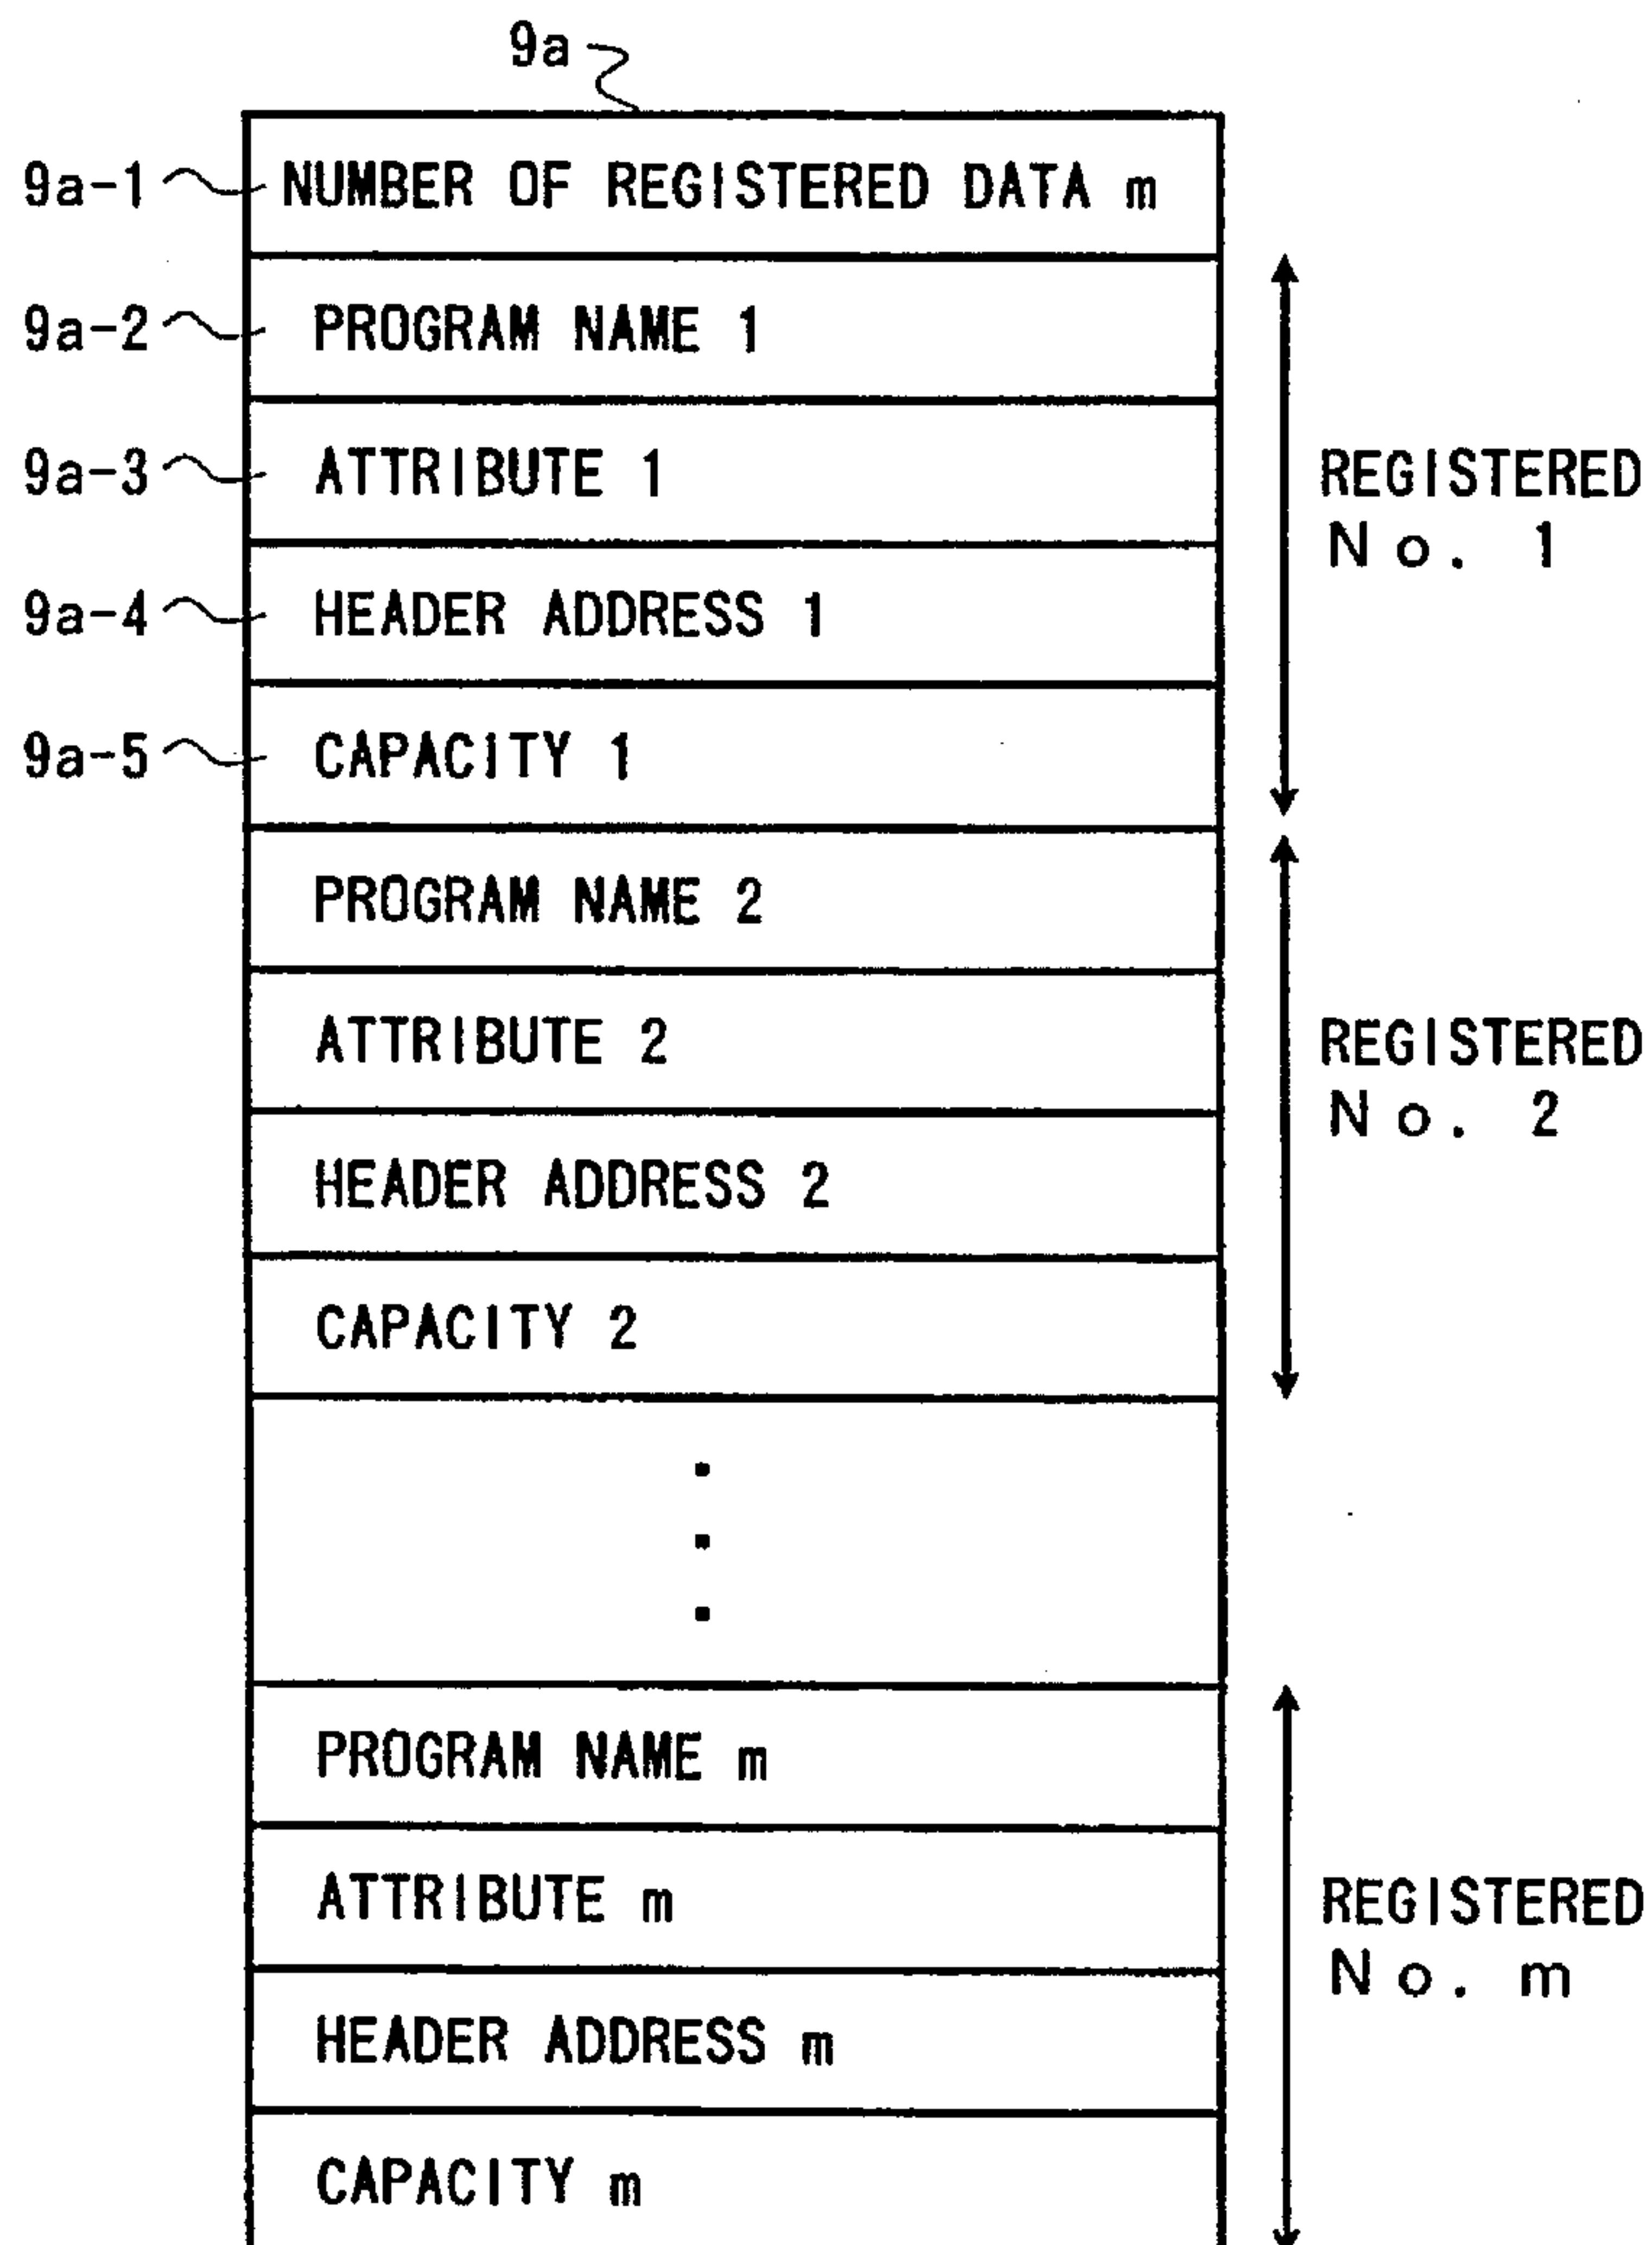 9a
9a-1 NUMBER OF REGISTERED DATA m
9a-2 PROGRAM NAME 1
9a-3 ATTRIBUTE 1
REGISTERED
No. 1
9a-4 HEADER ADDRESS 1
9a-5 CAPACITY 1
PROGRAM NAME 2
ATTRIBUTE 2
REGISTERED
No. 2
HEADER ADDRESS 2
CAPACITY 2
PROGRAM NAME m
ATTRIBUTE m
REGISTERED
No. m
HEADER ADDRESS m
CAPACITY m